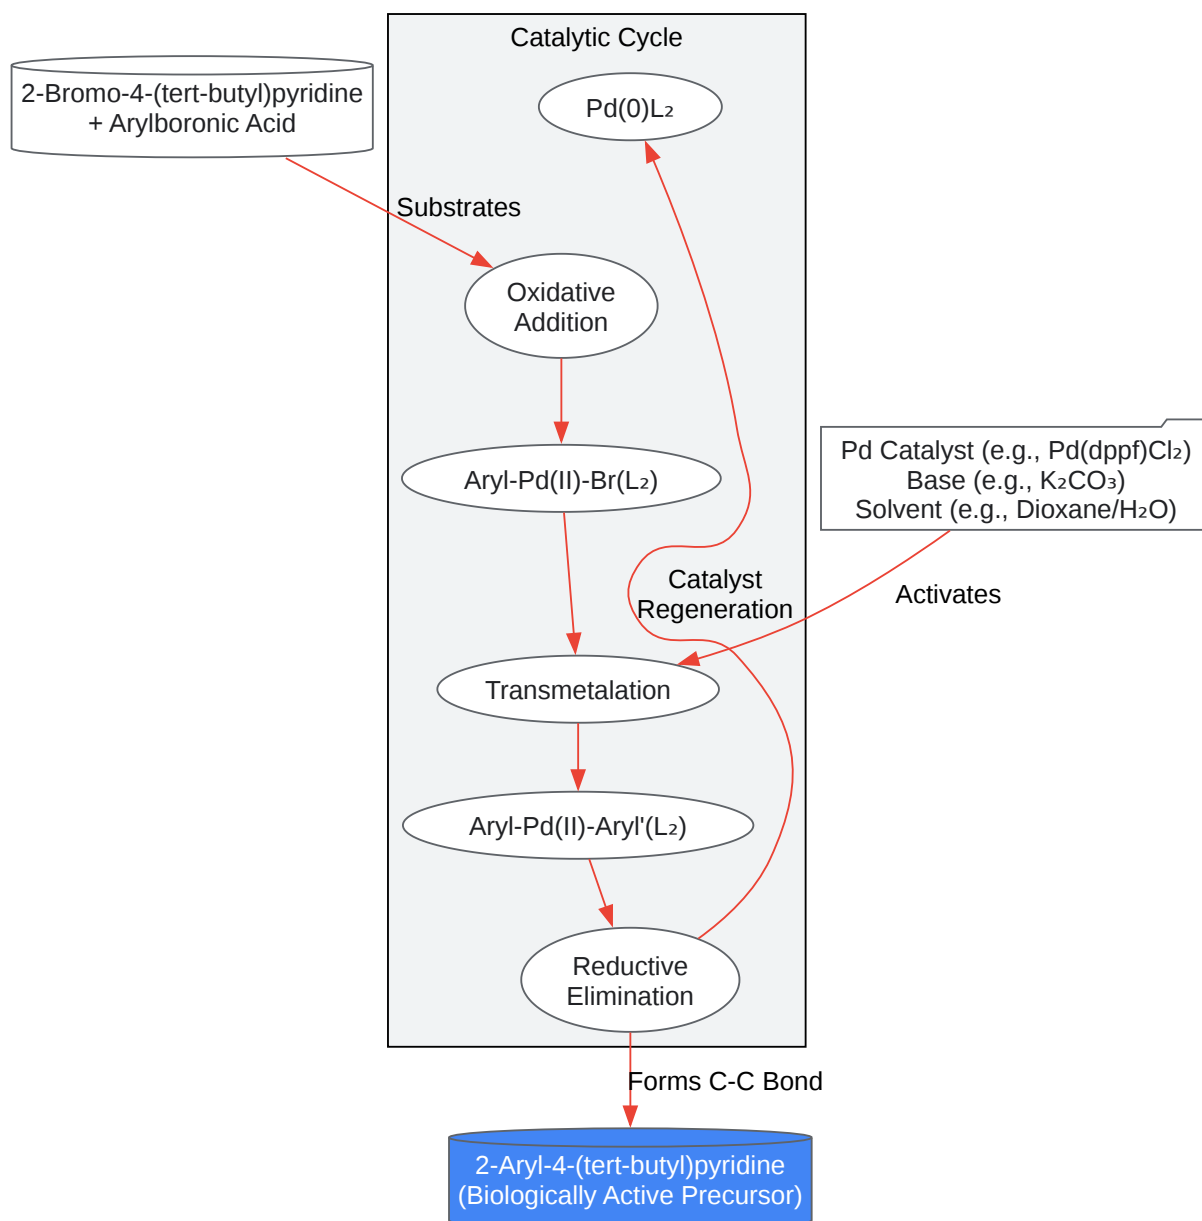 Catalytic Cycle
2-Bromo-4-(tert-butyl)pyridine
+ Arylboronic Acid
Pd(0)L₂
Substrates
Oxidative
Addition
Aryl-Pd(II)-Br(L₂)
Pd Catalyst (e.g., Pd(dppf)Cl₂)
Base (e.g., K₂CO₃)
Solvent (e.g., Dioxane/H₂O)
Catalyst
Regeneration
Activates
Transmetalation
Aryl-Pd(II)-Aryl'(L₂)
Reductive
Elimination
Forms C-C Bond
2-Aryl-4-(tert-butyl)pyridine
(Biologically Active Precursor)